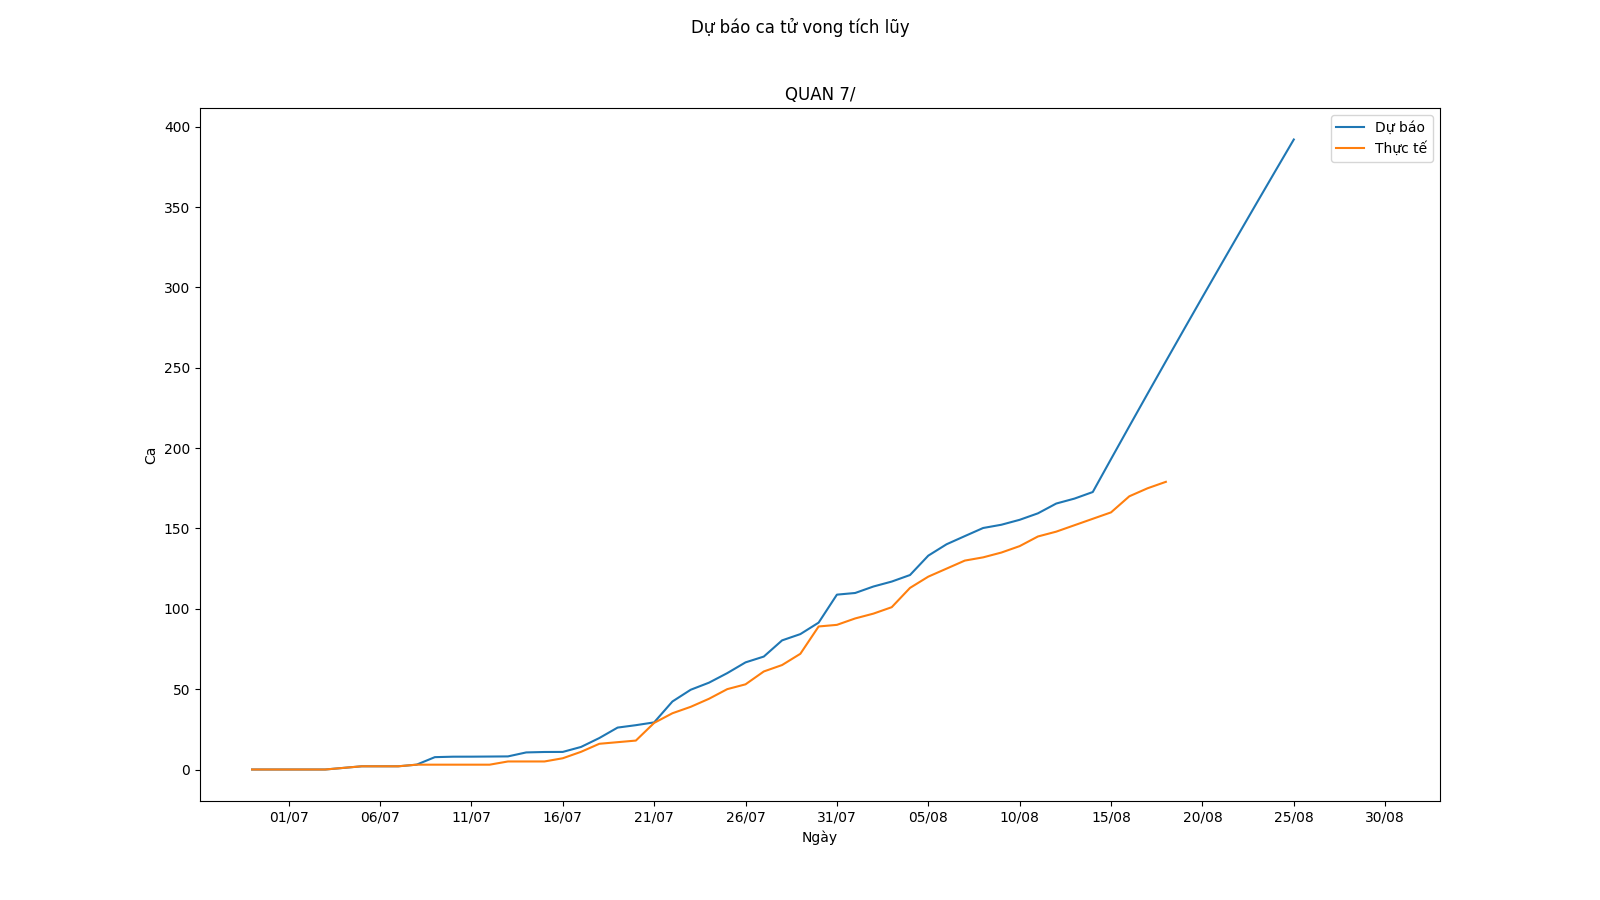 Dự báo ca tử vong tích lũy
QUAN 7/
Dự báo
Thực tế
400
350
300
250
200
150
100
50
0
Ca
01/07 06/07 11/07 16/07 21/07 26/07 31/07 05/08 10/08 15/08 20/08 25/08 30/08
Ngày